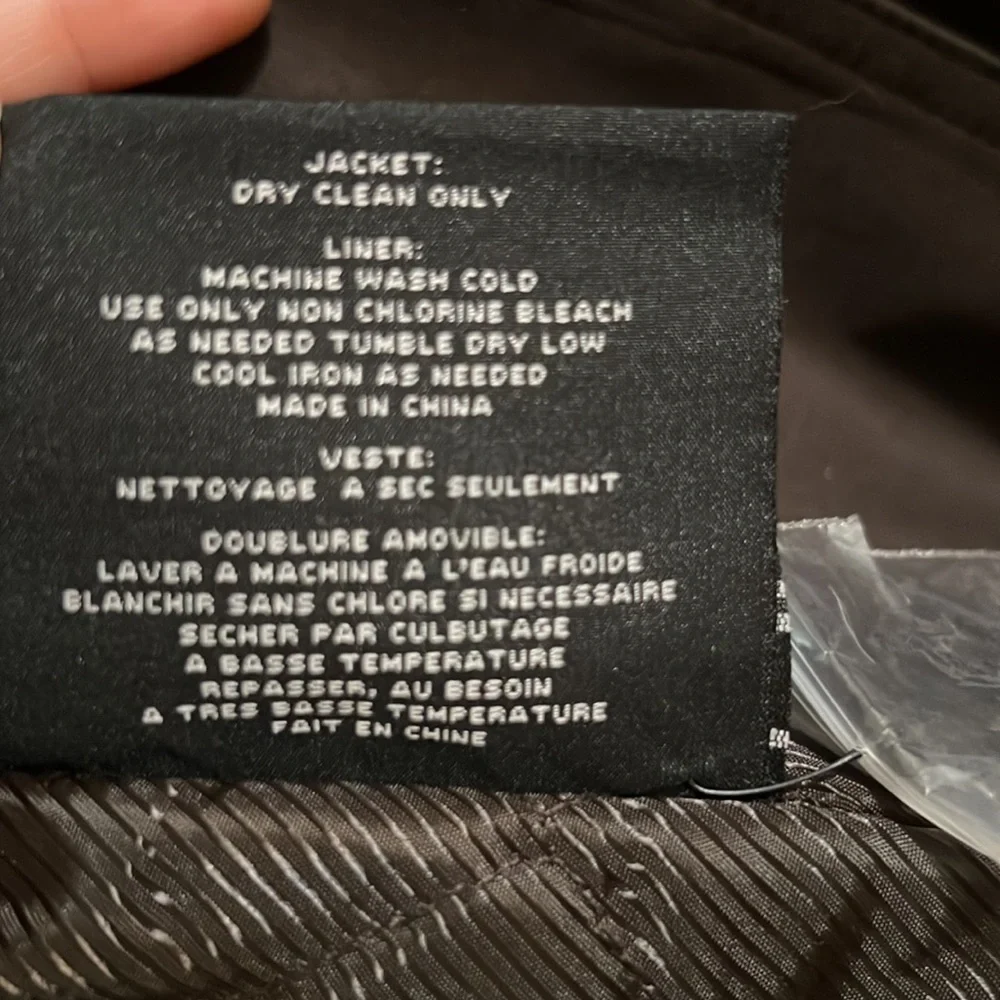 JACKET:
DRY CLEAN ONLY
LINER:
MACHINE WASH COLD
USE ONLY NON CHLORINE BLEACH
AS NEEDED TUMBLE DRY LOW
COOL IRON AS NEEDED
MADE IN CHINA
VESTE:
NETTOYAGE A SEC SEULEMENT
DOUBLURE AMOVIBLE:
LAVER A MACHINE A L'EAU FROIDE
BLANCHIR SANS CHLORE SI NECESSAIRE
SECHER PAR CULBUTAGE
A BASSE TEMPERATURE
REPASSER, AU BESOIN
A TRES BASSE TEMPERATURE
FAIT EN CHINE